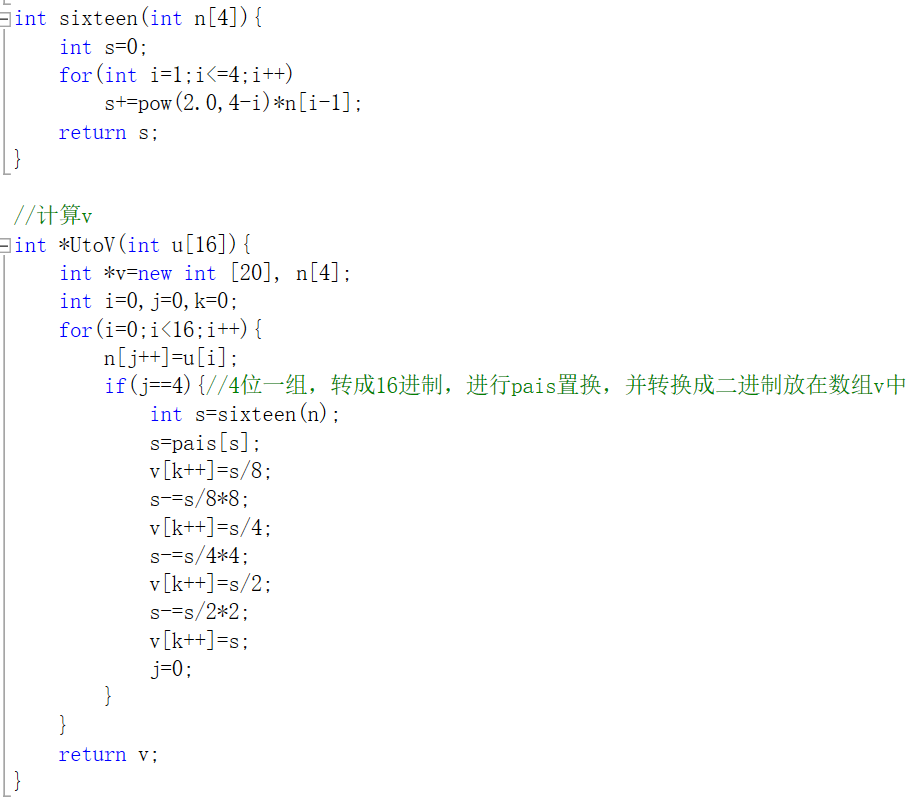 int sixteen(int n[4]){
    int s=0;
    for(int i=1;i<=4;i++)
        s+=pow(2.0,4-i)*n[i-1];
    return s;
}
//计算v
int *UtoV(int u[16]){
    int *v=new int [20], n[4];
    int i=0,j=0,k=0;
    for(i=0;i<16;i++){
        n[j++]=u[i];
        if(j==4){//4位一组，转成16进制，进行pais置换，并转换成二进制放在数组v中
            int s=sixteen(n);
            s=pais[s];
            v[k++]=s/8;
            s-=s/8*8;
            v[k++]=s/4;
            s-=s/4*4;
            v[k++]=s/2;
            s-=s/2*2;
            v[k++]=s;
            j=0;
        }
    }
    return v;
}